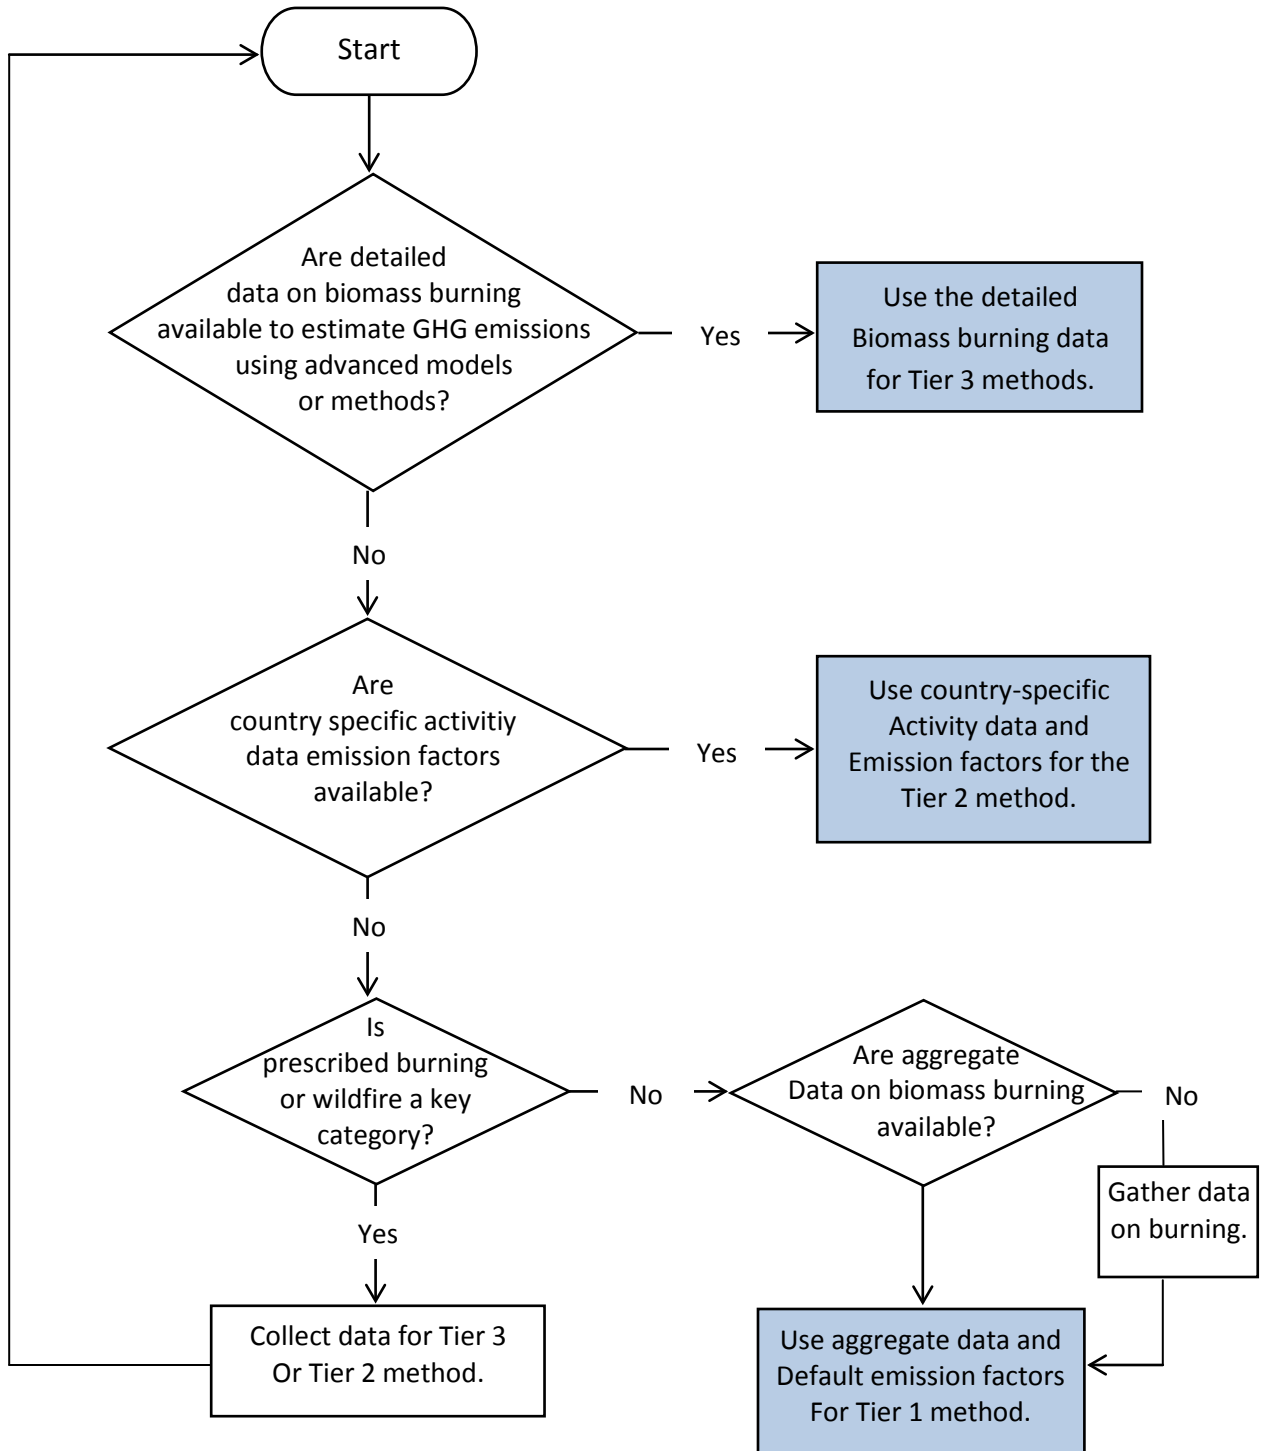 Start
Are detailed
data on biomass burning
available to estimate GHG emissions
using advanced models
or methods?
Yes
Use the detailed
Biomass burning data
for Tier 3 methods.
No
Are
country specific activitiy
data emission factors
available?
Yes
Use country-specific
Activity data and
Emission factors for the
Tier 2 method.
No
Is
prescribed burning
or wildfire a key
category?
No
Are aggregate
Data on biomass burning
available?
No
Gather data
on burning.
Yes
Collect data for Tier 3
Or Tier 2 method.
Use aggregate data and
Default emission factors
For Tier 1 method.